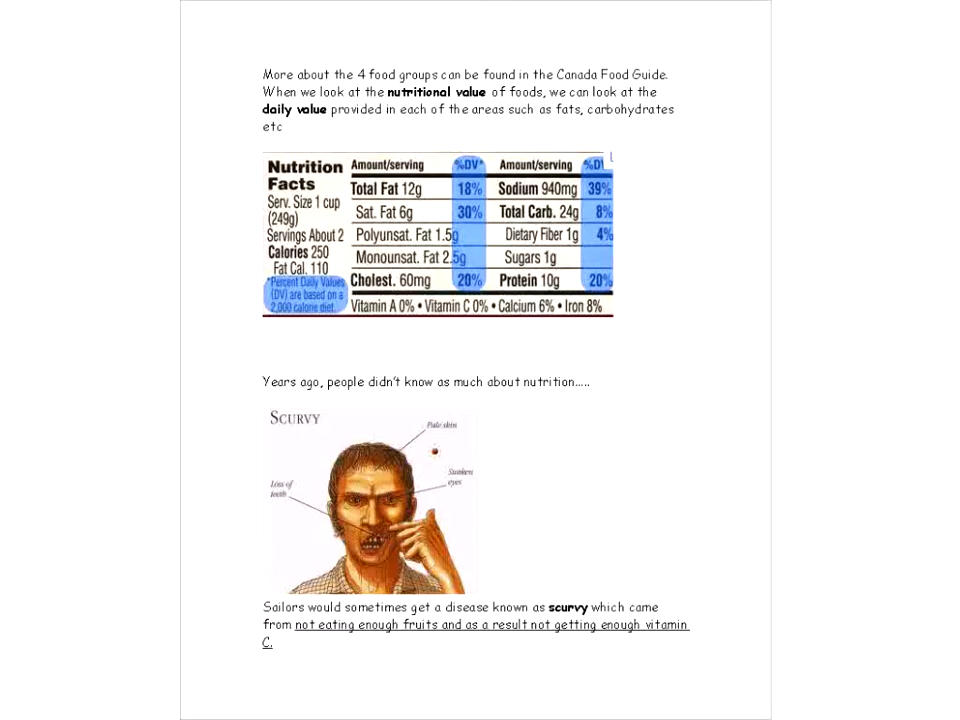 More about the 4 food groups can be found in the Canada Food Guide.
When we look at the nutritional value of foods, we can look at the
daily value provided in each of the areas such as fats, carbohydrates
etc
Nutrition Facts
Serv. Size 1 cup
(249g)
Servings About 2
Calories 250
Fat Cal. 110
*Percent Daily Values
(DV) are based on a
2,000 calorie diet.
Amount/serving %DV*
Total Fat 12g 18%
Sat. Fat 6g 30%
Polyunsat. Fat 1.5g
Monounsat. Fat 2.5g
Cholest. 60mg 20%
Amount/serving %D
Sodium 940mg 39%
Total Carb. 24g 8%
Dietary Fiber 1g 4%
Sugars 1g
Protein 10g 20%
Vitamin A 0% • Vitamin C 0% • Calcium 6% • Iron 8%
Years ago, people didn't know as much about nutrition.....
SCURVY
Pale skin
Sunken
eyes
Loss of
teeth
Sailors would sometimes get a disease known as scurvy which came
from not eating enough fruits and as a result not getting enough vitamin
C.